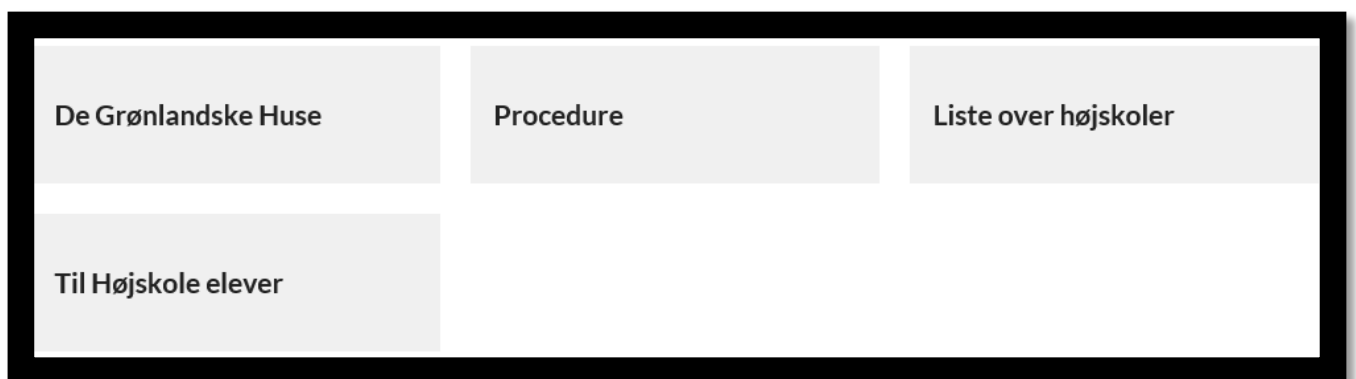 De Grønlandske Huse
Procedure
Liste over højskoler
Til Højskole elever